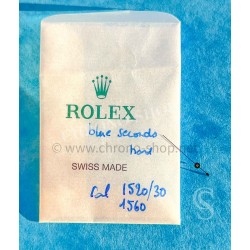 ROLEX
blue seconds
hand
SWISS MADE
Cal 1520/30
1560